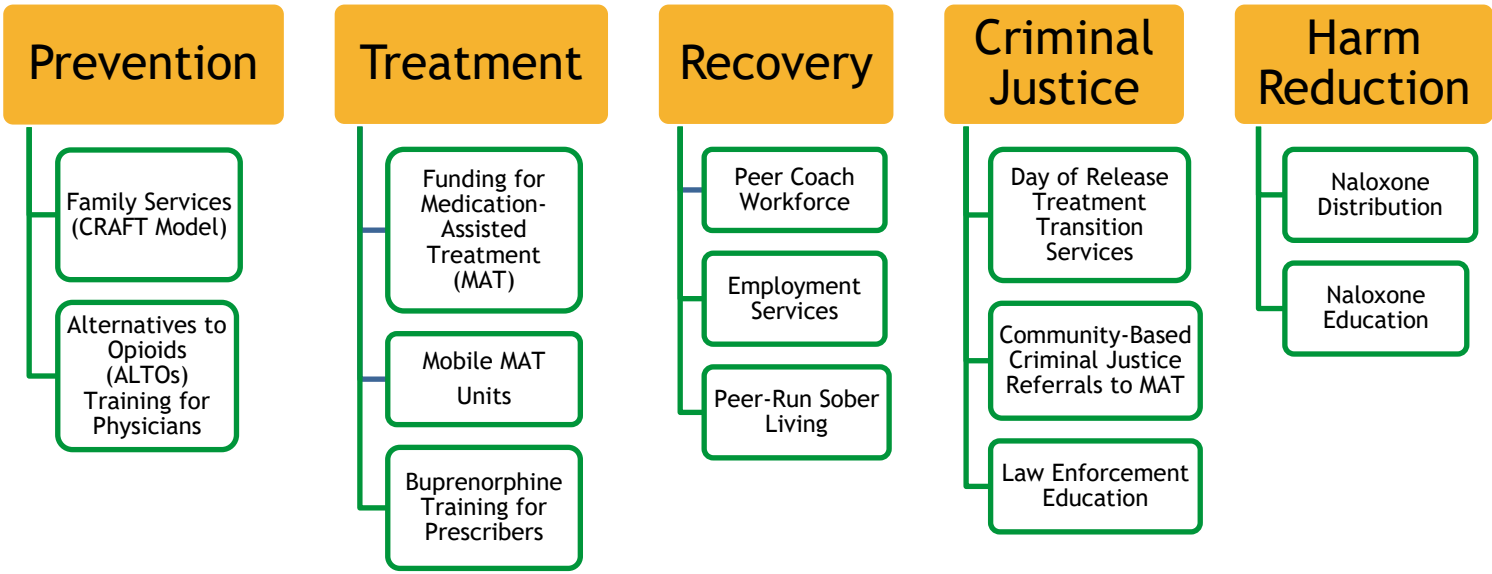 Prevention
Family Services
(CRAFT Model)
Alternatives to
Opioids
(ALTOs)
Training for
Physicians
Treatment
Funding for
Medication-
Assisted
Treatment
(MAT)
Mobile MAT
Units
Buprenorphine
Training for
Prescribers
Recovery
Peer Coach
Workforce
Employment
Services
Peer-Run Sober
Living
Criminal
Justice
Day of Release
Treatment
Transition
Services
Community-Based
Criminal Justice
Referrals to MAT
Law Enforcement
Education
Harm
Reduction
Naloxone
Distribution
Naloxone
Education